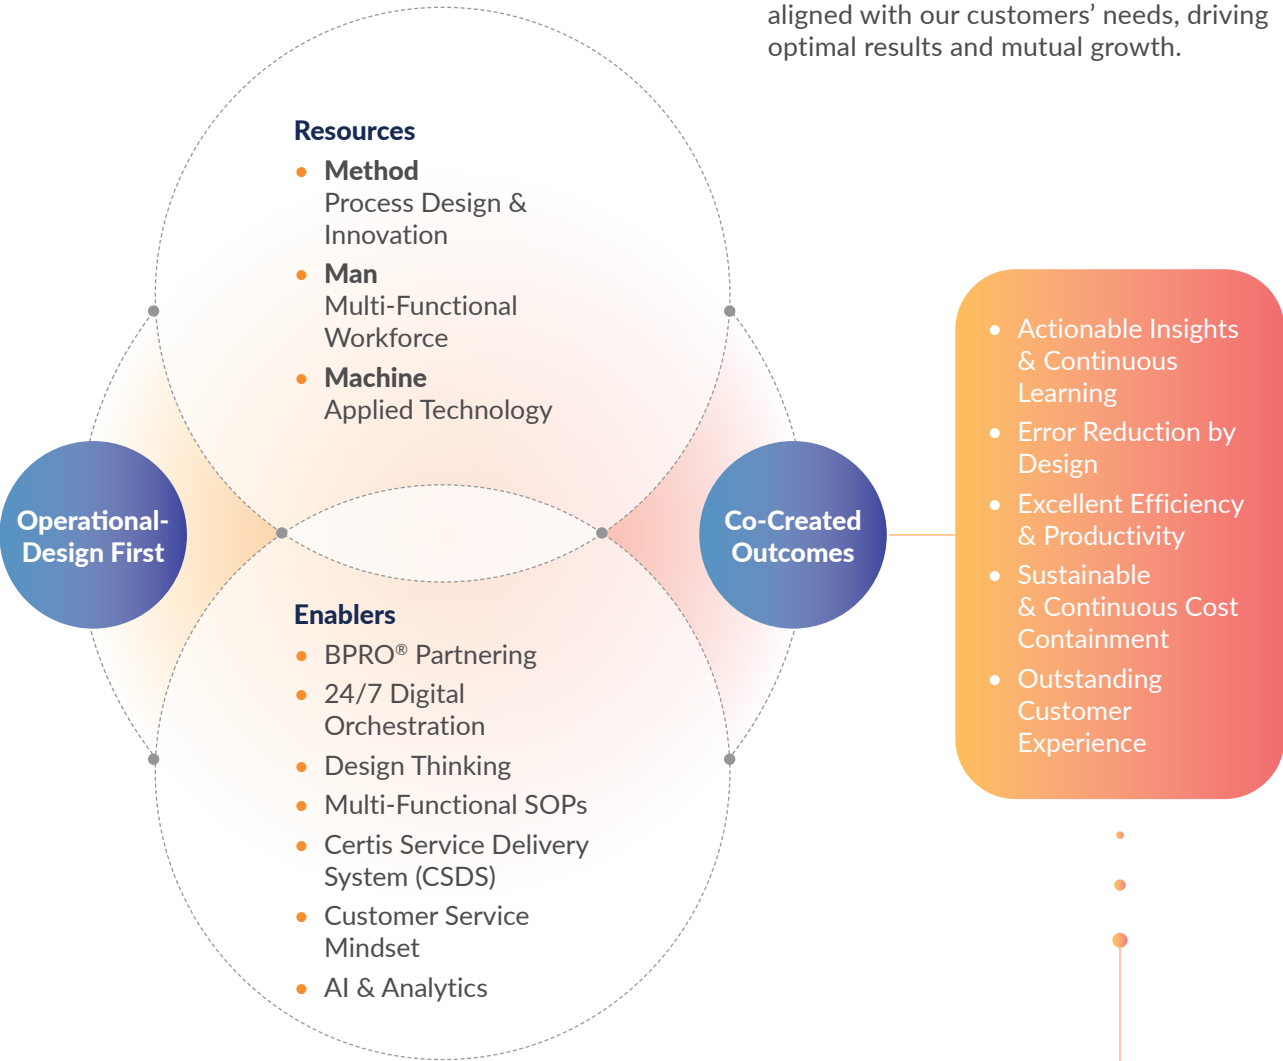 aligned with our customers’ needs, driving
optimal results and mutual growth.
Resources
• Method
Process Design &
Innovation
• Man
Multi-Functional
Workforce
• Machine
Applied Technology
Operational-
Design First
Co-Created
Outcomes
Enablers
• BPRO® Partnering
• 24/7 Digital
Orchestration
• Design Thinking
• Multi-Functional SOPs
• Certis Service Delivery
System (CSDS)
• Customer Service
Mindset
• AI & Analytics
• Actionable Insights
& Continuous
Learning
• Error Reduction by
Design
• Excellent Efficiency
& Productivity
• Sustainable
& Continuous Cost
Containment
• Outstanding
Customer
Experience